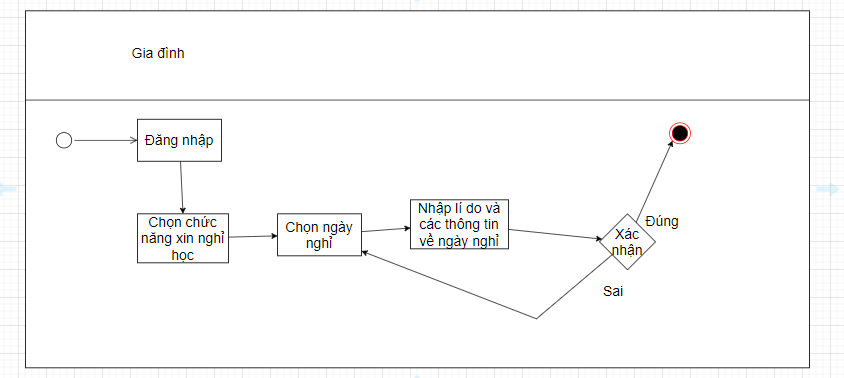 Gia đình
Đăng nhập
Chọn chức
năng xin nghỉ
học
Chọn ngày
nghỉ
Nhập lí do và
các thông tin
về ngày nghỉ
Xác
nhận
Đúng
Sai